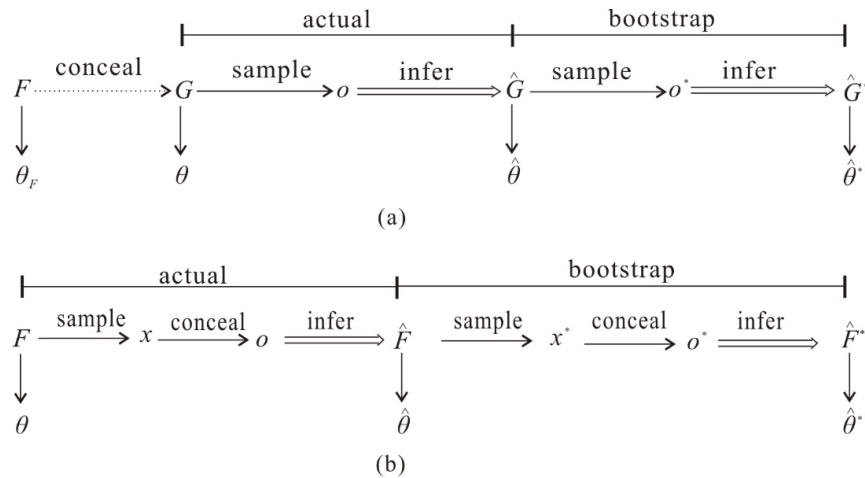 actual bootstrap
conceal sample infer sample infer
F G o Ĝ o* Ĝ*
θ_F θ θ̂ θ̂*
(a)
actual bootstrap
sample conceal infer sample conceal infer
F x o F̂ x* o* F̂*
θ θ̂ θ̂*
(b)